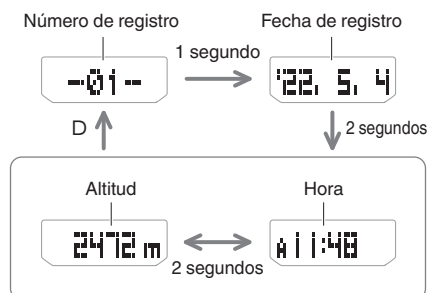 Número de registro
Fecha de registro
1 segundo
-01--
'22. 5. 4
D
2 segundos
Altitud
Hora
2472 m
A 11:48
2 segundos